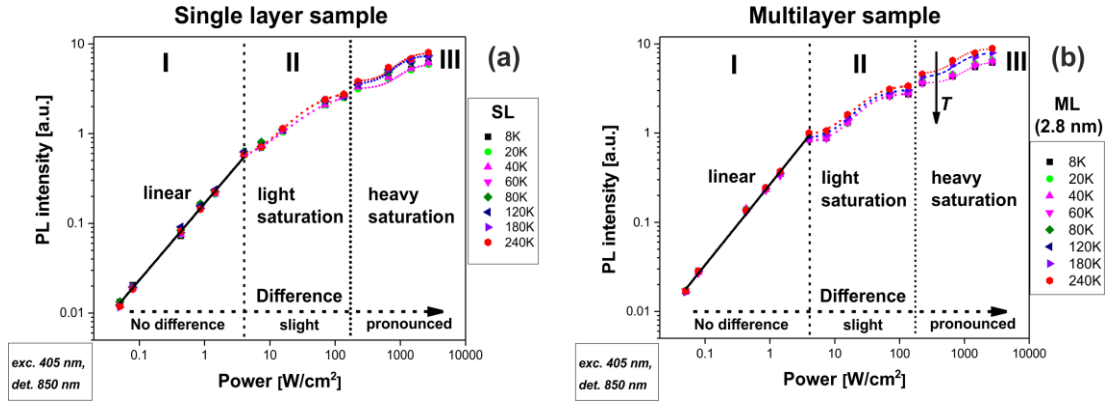 Single layer sample
10
1
0.1
0.01
PL intensity [a.u.]
I
II
III
(a)
linear
light
saturation
heavy
saturation
Difference
No difference
slight
pronounced
0.1
1
10
100
1000
10000
Power [W/cm²]
exc. 405 nm,
det. 850 nm
SL
8K
20K
40K
60K
80K
120K
180K
240K
Multilayer sample
10
1
0.1
0.01
PL intensity [a.u.]
I
II
III
(b)
T
linear
light
saturation
heavy
saturation
Difference
No difference
slight
pronounced
0.1
1
10
100
1000
10000
Power [W/cm²]
exc. 405 nm,
det. 850 nm
ML
(2.8 nm)
8K
20K
40K
60K
80K
120K
180K
240K